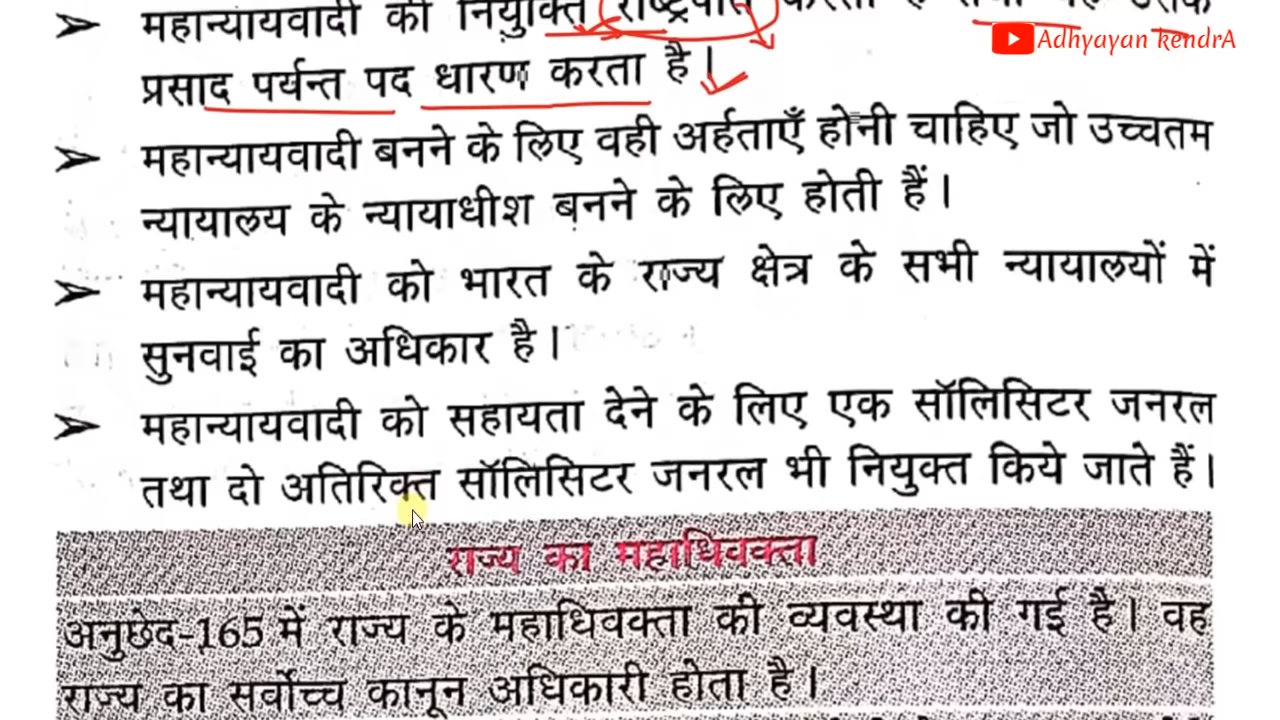 महान्यायवादी की नियुक्ति राष्ट्रपति
Adhyayan kendrA
प्रसाद पर्यन्त पद धारण करता है।
महान्यायवादी बनने के लिए वही अर्हताएँ होनी चाहिए जो उच्चतम
न्यायालय के न्यायाधीश बनने के लिए होती हैं।
महान्यायवादी को भारत के राज्य क्षेत्र के सभी न्यायालयों में
सुनवाई का अधिकार है।
महान्यायवादी को सहायता देने के लिए एक सॉलिसिटर जनरल
तथा दो अतिरिक्त सॉलिसिटर जनरल भी नियुक्त किये जाते हैं।
राज्य का महाधिवक्ता
अनुछेद-165 में राज्य के महाधिवक्ता की व्यवस्था की गई है। वह
राज्य का सर्वोच्च कानून अधिकारी होता है।